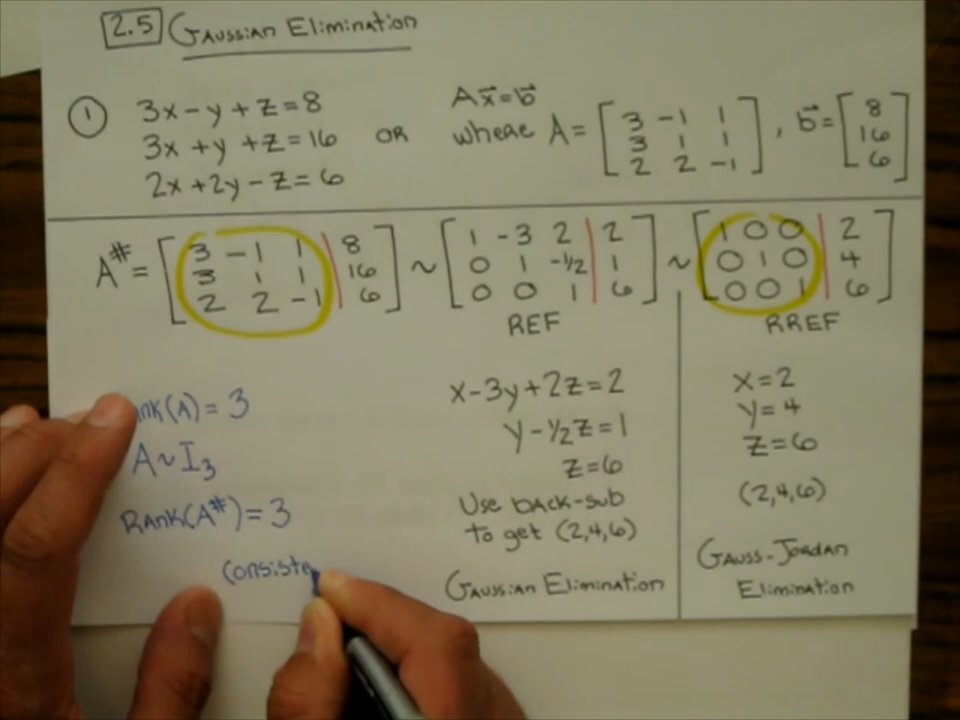 2.5 Gaussian Elimination
① 3x - y + z = 8
3x + y + z = 16
2x + 2y - z = 6
OR
Ax⃗ = b⃗
where A = [3 -1 1; 3 1 1; 2 2 -1], b⃗ = [8; 16; 6]
A# = [3 -1 1 | 8; 3 1 1 | 16; 2 2 -1 | 6] ~ [1 -3 2 | 2; 0 1 -1/2 | 1; 0 0 1 | 6] ~ [1 0 0 | 2; 0 1 0 | 4; 0 0 1 | 6]
REF
RREF
ank(A) = 3
A ~ I₃
Rank(A#) = 3
Consiste
x - 3y + 2z = 2
y - 1/2z = 1
z = 6
Use back-sub
to get (2,4,6)
Gaussian Elimination
x = 2
y = 4
z = 6
(2,4,6)
Gauss-Jordan
Elimination